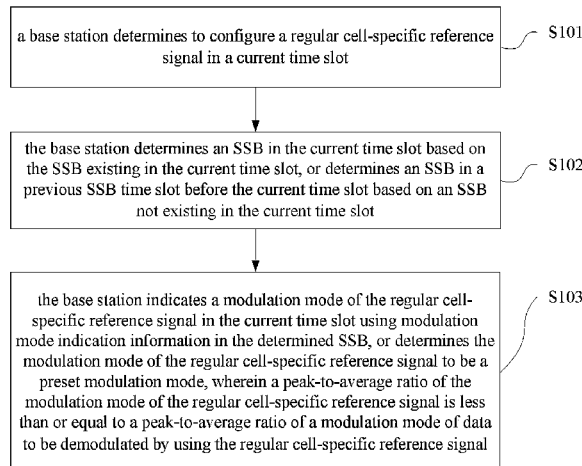 a base station determines to configure a regular cell-specific reference
signal in a current time slot
S101
the base station determines an SSB in the current time slot based on
the SSB existing in the current time slot, or determines an SSB in a
previous SSB time slot before the current time slot based on an SSB
not existing in the current time slot
S102
the base station indicates a modulation mode of the regular cell-
specific reference signal in the current time slot using modulation
mode indication information in the determined SSB, or determines the
modulation mode of the regular cell-specific reference signal to be a
preset modulation mode, wherein a peak-to-average ratio of the
modulation mode of the regular cell-specific reference signal is less
than or equal to a peak-to-average ratio of a modulation mode of data
to be demodulated by using the regular cell-specific reference signal
S103